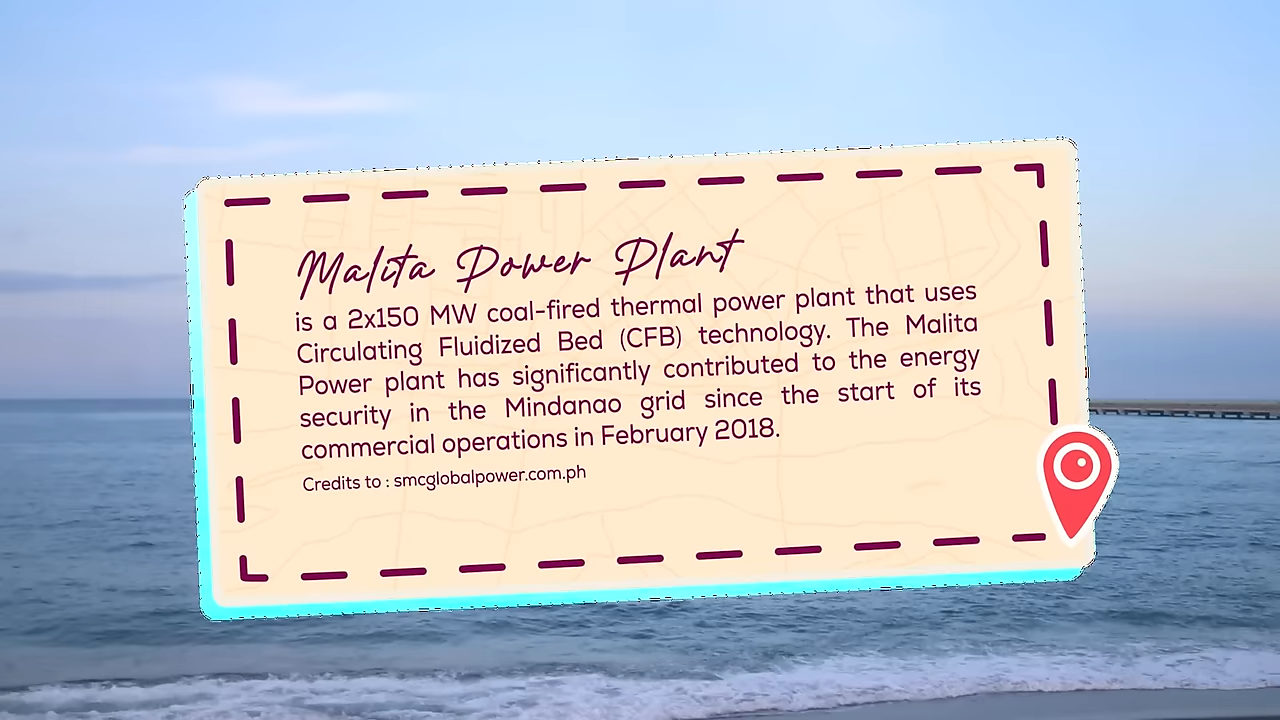 Malita Power Plant
is a 2x150 MW coal-fired thermal power plant that uses
Circulating Fluidized Bed (CFB) technology. The Malita
Power plant has significantly contributed to the energy
security in the Mindanao grid since the start of its
commercial operations in February 2018.
Credits to : smcglobalpower.com.ph